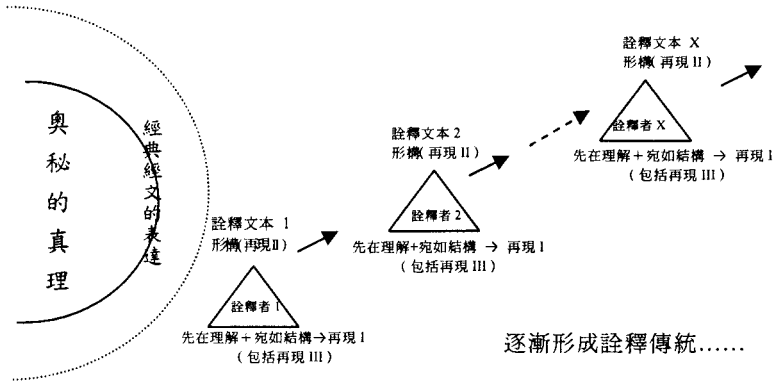 奧秘的真理
經典經文的表達
詮釋文本 1
形構(再現II)
詮釋者 1
先在理解+宛如結構→再現 I
(包括再現 III)
詮釋文本 2
形構(再現 II)
詮釋者 2
先在理解+宛如結構 → 再現 I
(包括再現 III)
詮釋文本 X
形構(再現 II)
詮釋者 X
先在理解+宛如結構 → 再現 I
(包括再現 III)
逐漸形成詮釋傳統……